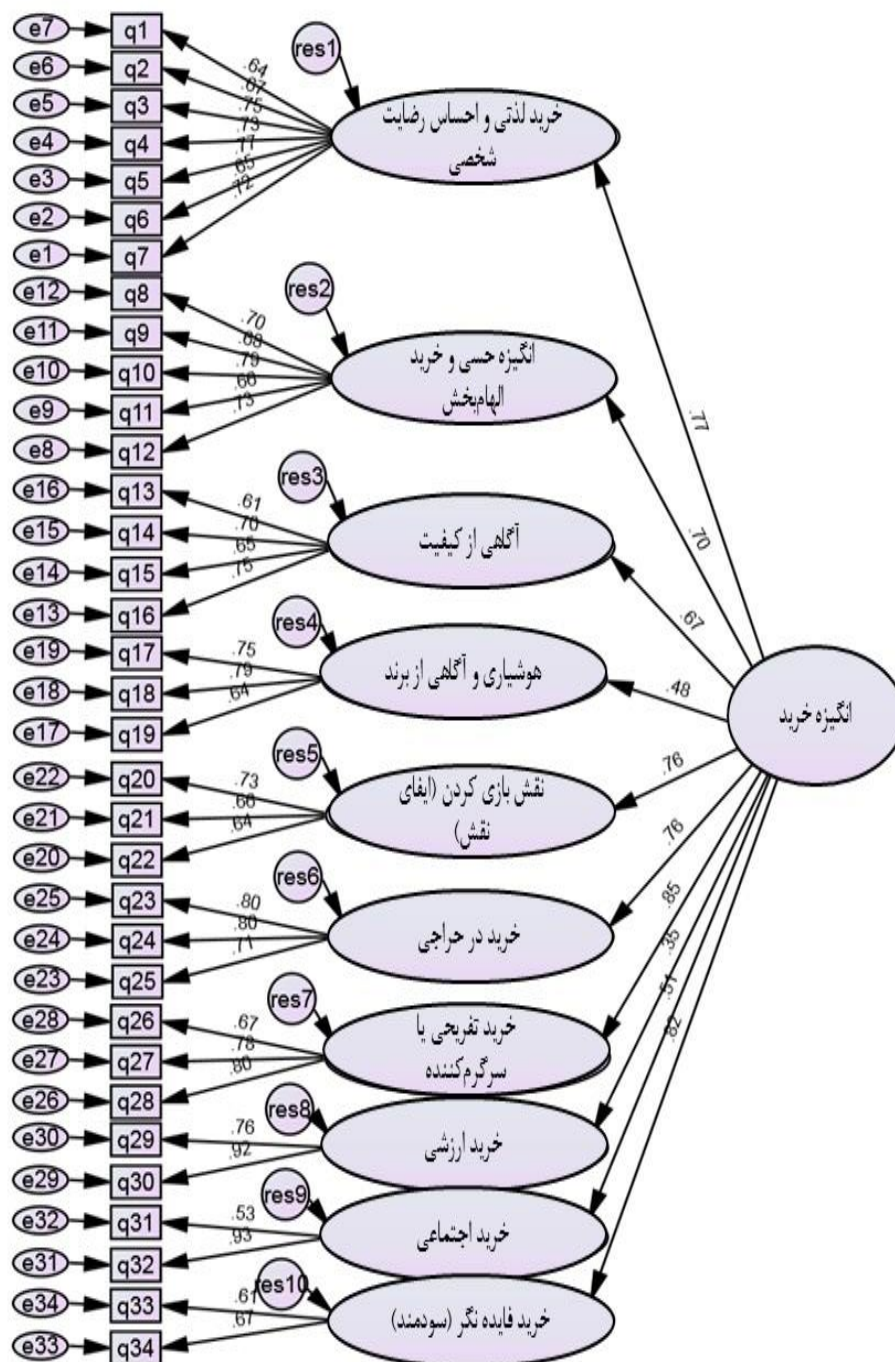 e7 q1
e6 q2
e5 q3
e4 q4
e3 q5
e2 q6
e1 q7
.64
.67
.75
.73
.77
.65
.72
res1
خرید لذتی و احساس رضایت
شخصی
e12 q8
e11 q9
e10 q10
e9 q11
e8 q12
.70
.68
.79
.66
.73
res2
انگیزه حسی و خرید
الهام‌بخش
e16 q13
e15 q14
e14 q15
e13 q16
.61
.70
.65
.75
res3
آگاهی از کیفیت
e19 q17
e18 q18
e17 q19
.75
.79
.64
res4
هوشیاری و آگاهی از برند
e22 q20
e21 q21
e20 q22
.73
.66
.64
res5
نقش بازی کردن (ایفای
نقش)
e25 q23
e24 q24
e23 q25
.80
.80
.71
res6
خرید در حراجی
e28 q26
e27 q27
e26 q28
.67
.78
.80
res7
خرید تفریحی یا
سرگرم‌کننده
e30 q29
e29 q30
.76
.92
res8
خرید ارزشی
e32 q31
e31 q32
.53
.93
res9
خرید اجتماعی
e34 q33
e33 q34
.61
.67
res10
خرید فایده نگر (سودمند)
.77
.70
.67
.48
.76
.76
.85
.35
.51
.82
انگیزه خرید